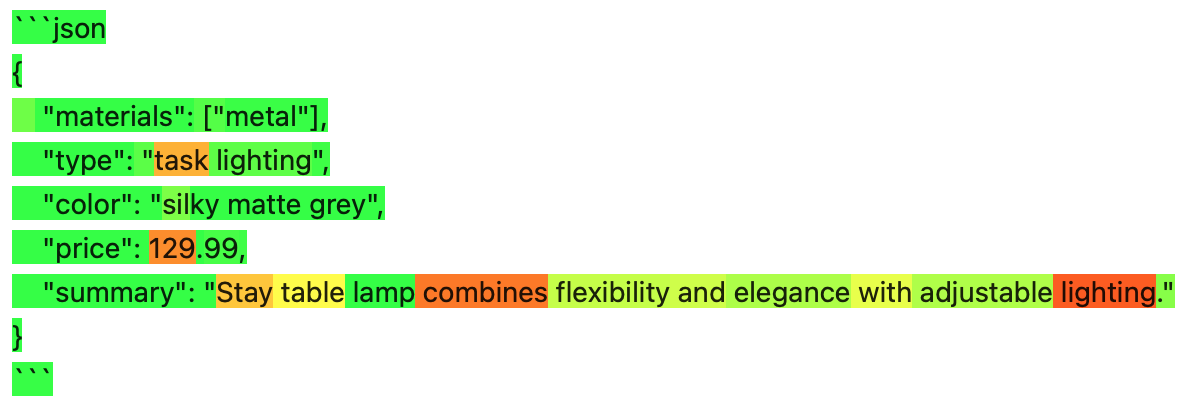 ```json
{
    "materials": ["metal"],
    "type": "task lighting",
    "color": "silky matte grey",
    "price": 129.99,
    "summary": "Stay table lamp combines flexibility and elegance with adjustable lighting."
}
```